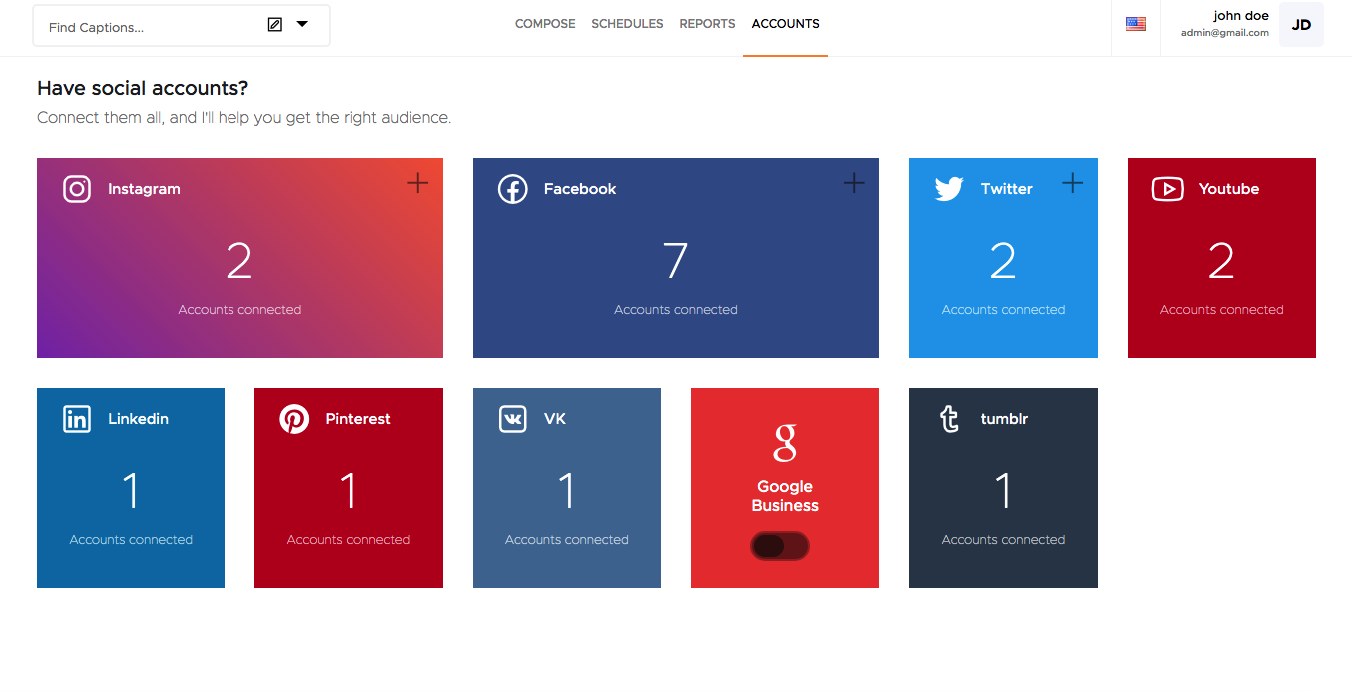 Find Captions...
COMPOSE SCHEDULES REPORTS ACCOUNTS
john doe
admin@gmail.com
JD
Have social accounts?
Connect them all, and I'll help you get the right audience.
Instagram
2
Accounts connected
Facebook
7
Accounts connected
Twitter
2
Accounts connected
Youtube
2
Accounts connected
Linkedin
1
Accounts connected
Pinterest
1
Accounts connected
VK
1
Accounts connected
g
Google
Business
tumblr
1
Accounts connected